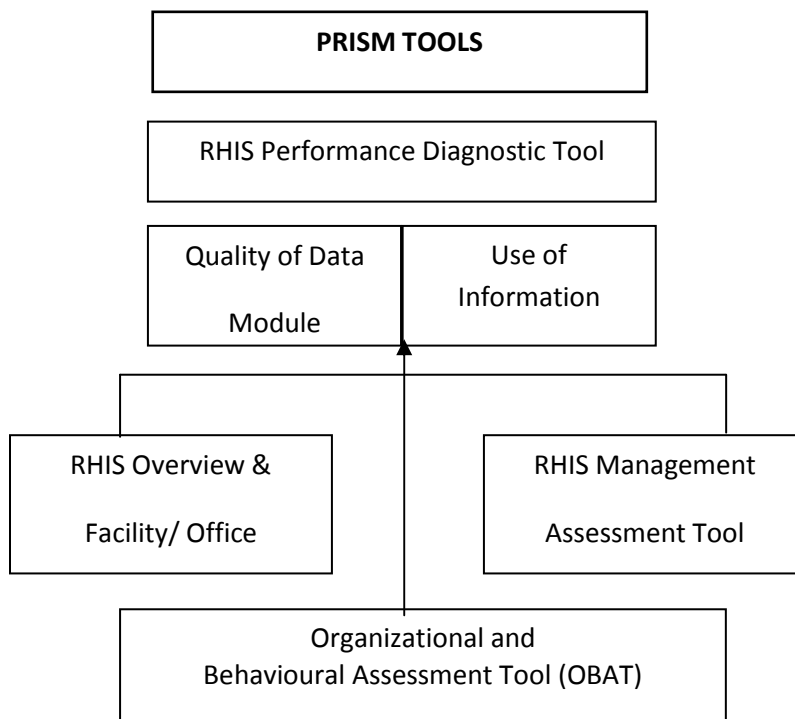 PRISM TOOLS
RHIS Performance Diagnostic Tool
Quality of Data
Module
Use of
Information
RHIS Overview &
Facility/ Office
RHIS Management
Assessment Tool
Organizational and
Behavioural Assessment Tool (OBAT)